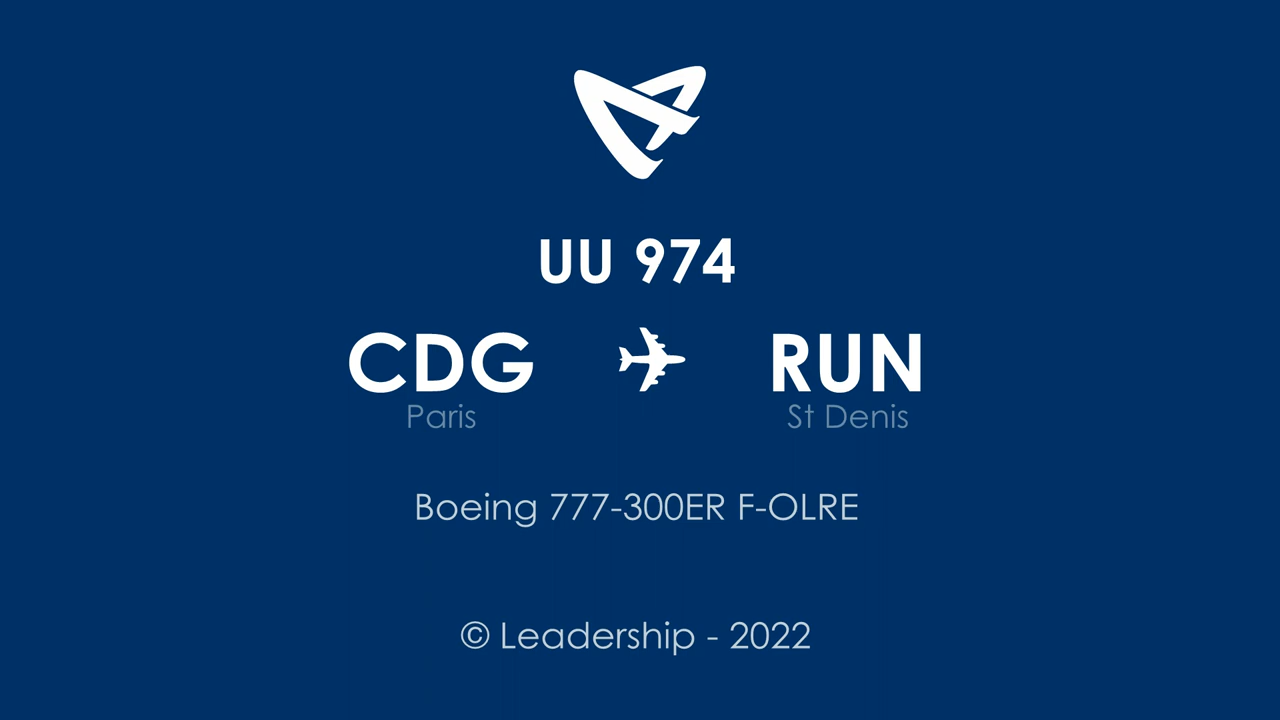 UU 974
CDG ✈ RUN
Paris St Denis
Boeing 777-300ER F-OLRE
© Leadership - 2022